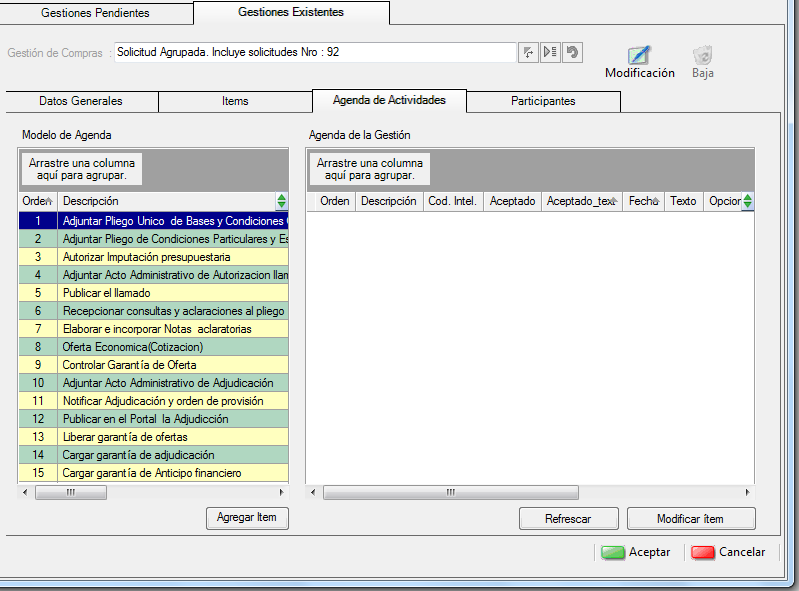 Gestiones Pendientes
Gestiones Existentes
Gestión de Compras :
Solicitud Agrupada. Incluye solicitudes Nro : 92
Modificación
Baja
Datos Generales
Items
Agenda de Actividades
Participantes
Modelo de Agenda
Agenda de la Gestión
Arrastre una columna
aquí para agrupar.
Arrastre una columna
aquí para agrupar.
Orden Descripción
Orden Descripción Cod. Intel. Aceptado Aceptado_text Fecha Texto Opcion
1 Adjuntar Pliego Unico de Bases y Condiciones
2 Adjuntar Pliego de Condiciones Particulares y Es
3 Autorizar Imputación presupuestaria
4 Adjuntar Acto Administrativo de Autorizacion llam
5 Publicar el llamado
6 Recepcionar consultas y aclaraciones al pliego
7 Elaborar e incorporar Notas aclaratorias
8 Oferta Economica(Cotizacion)
9 Controlar Garantía de Oferta
10 Adjuntar Acto Administrativo de Adjudicación
11 Notificar Adjudicación y orden de provisión
12 Publicar en el Portal la Adjudicción
13 Liberar garantía de ofertas
14 Cargar garantía de adjudicación
15 Cargar garantía de Anticipo financiero
Agregar Item
Refrescar
Modificar ítem
Aceptar
Cancelar